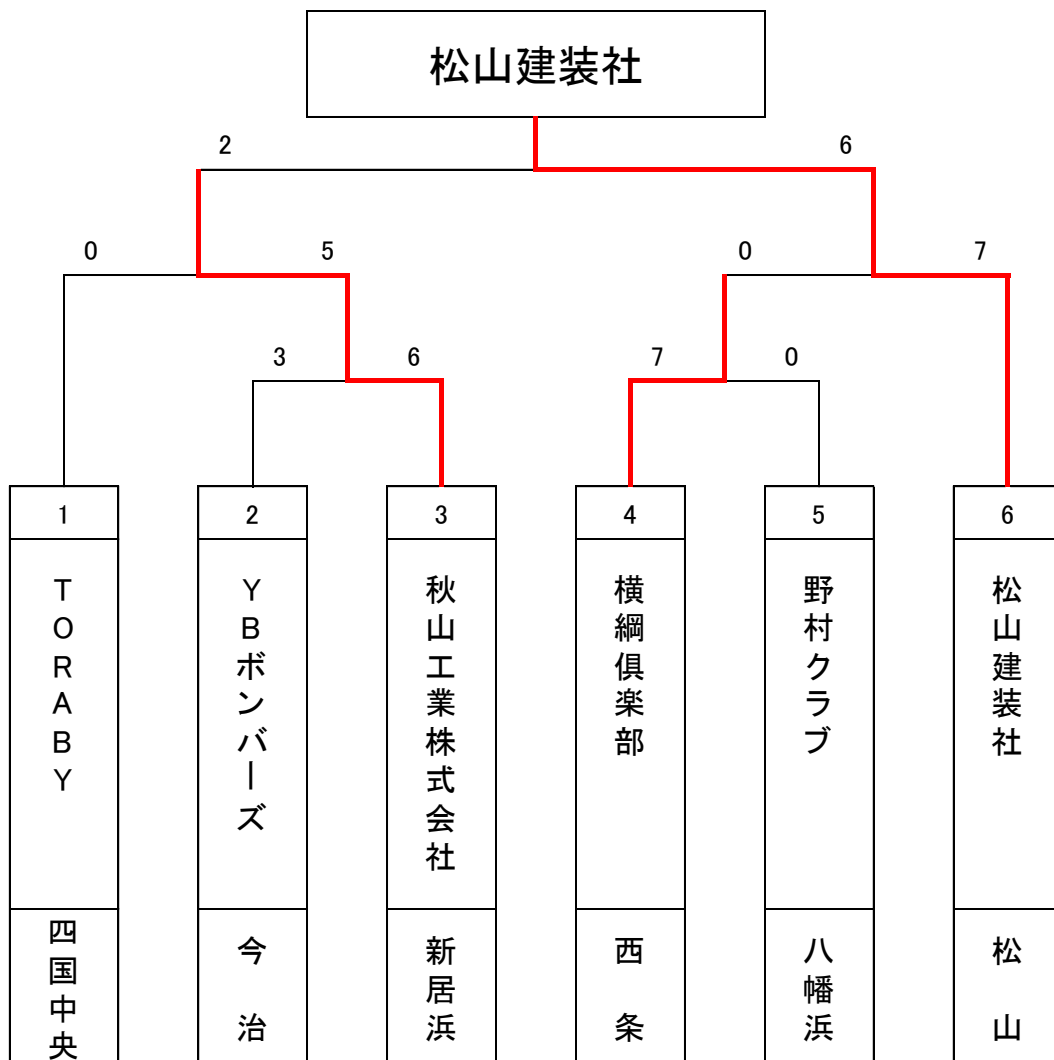 松山建装社
2 6
0 5 0 7
3 6 7 0
1 2 3 4 5 6
TORABY
YBボンバーズ
秋山工業株式会社
横綱倶楽部
野村クラブ
松山建装社
四国中央
今治
新居浜
西条
八幡浜
松山